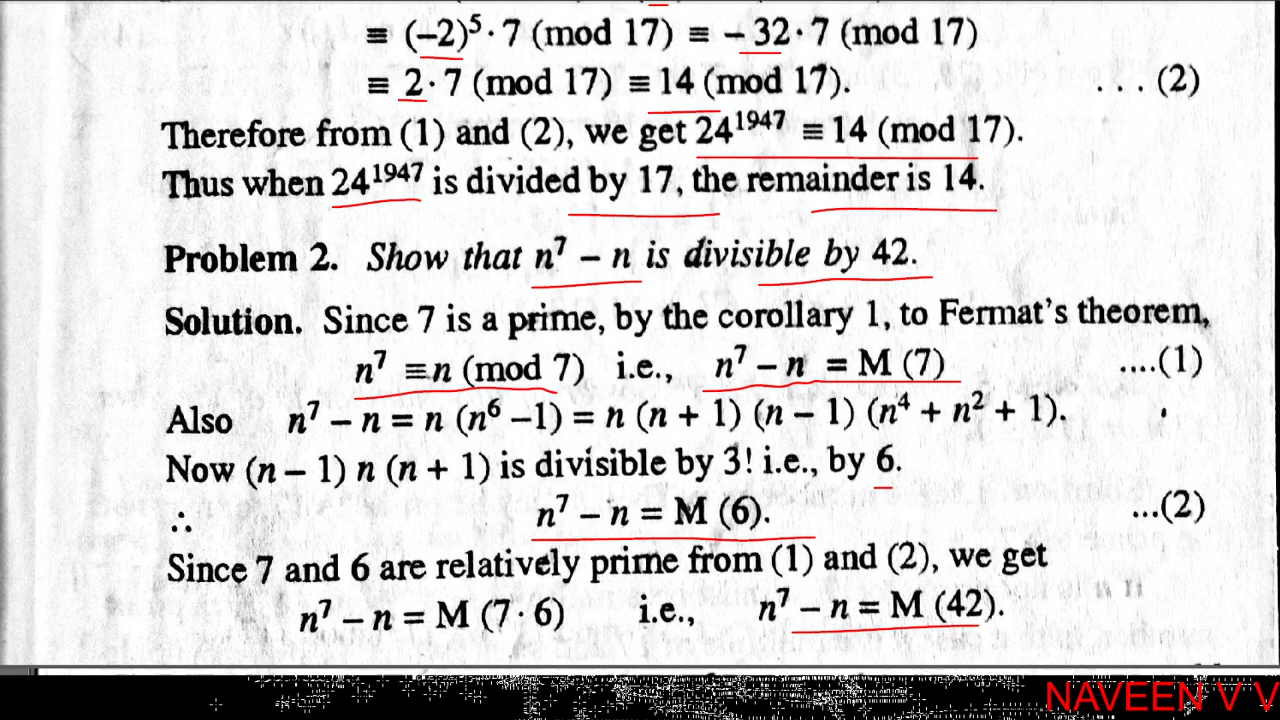 ≡ (−2)⁵ · 7 (mod 17) ≡ − 32 · 7 (mod 17)
≡ 2 · 7 (mod 17) ≡ 14 (mod 17). . . . (2)
Therefore from (1) and (2), we get 24¹⁹⁴⁷ ≡ 14 (mod 17).
Thus when 24¹⁹⁴⁷ is divided by 17, the remainder is 14.
Problem 2. Show that n⁷ − n is divisible by 42.
Solution. Since 7 is a prime, by the corollary 1, to Fermat's theorem,
n⁷ ≡ n (mod 7) i.e., n⁷ − n = M (7) ....(1)
Also n⁷ − n = n (n⁶ −1) = n (n + 1) (n − 1) (n⁴ + n² + 1).
Now (n − 1) n (n + 1) is divisible by 3! i.e., by 6.
∴ n⁷ − n = M (6). ...(2)
Since 7 and 6 are relatively prime from (1) and (2), we get
n⁷ − n = M (7 · 6) i.e., n⁷ − n = M (42).
NAVEEN V V